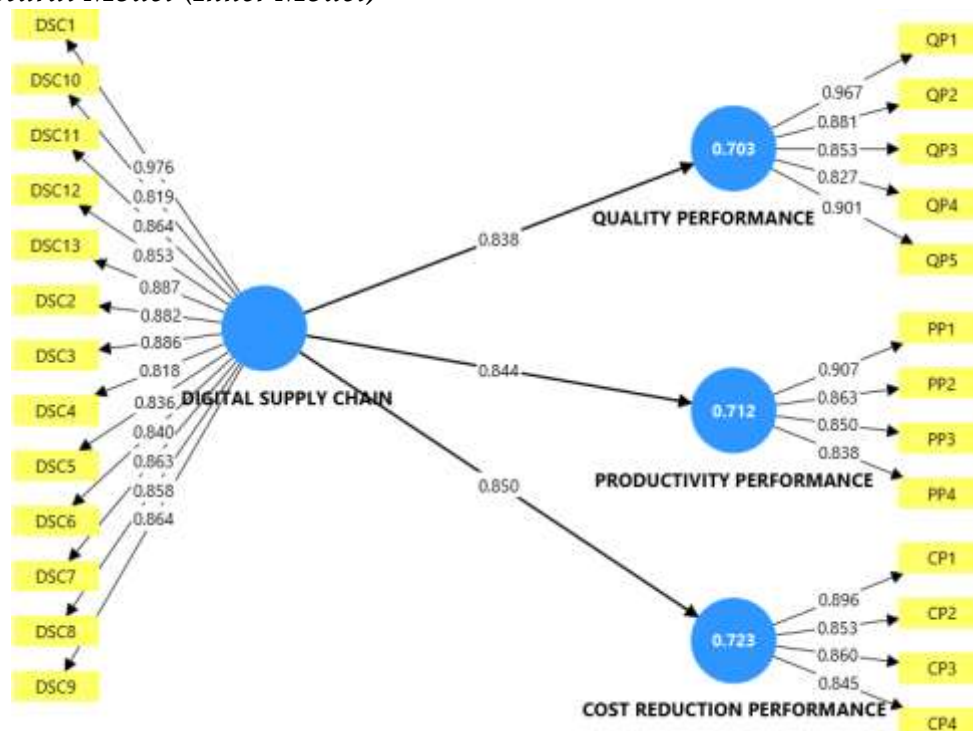 DSC1
DSC10
DSC11
DSC12
DSC13
DSC2
DSC3
DSC4
DSC5
DSC6
DSC7
DSC8
DSC9
0.976
0.819
0.864
0.853
0.887
0.882
0.886
0.818
0.836
0.840
0.863
0.858
0.864
DIGITAL SUPPLY CHAIN
0.838
0.844
0.850
0.703
QUALITY PERFORMANCE
0.967
0.881
0.853
0.827
0.901
QP1
QP2
QP3
QP4
QP5
0.712
PRODUCTIVITY PERFORMANCE
0.907
0.863
0.850
0.838
PP1
PP2
PP3
PP4
0.723
COST REDUCTION PERFORMANCE
0.896
0.853
0.860
0.845
CP1
CP2
CP3
CP4